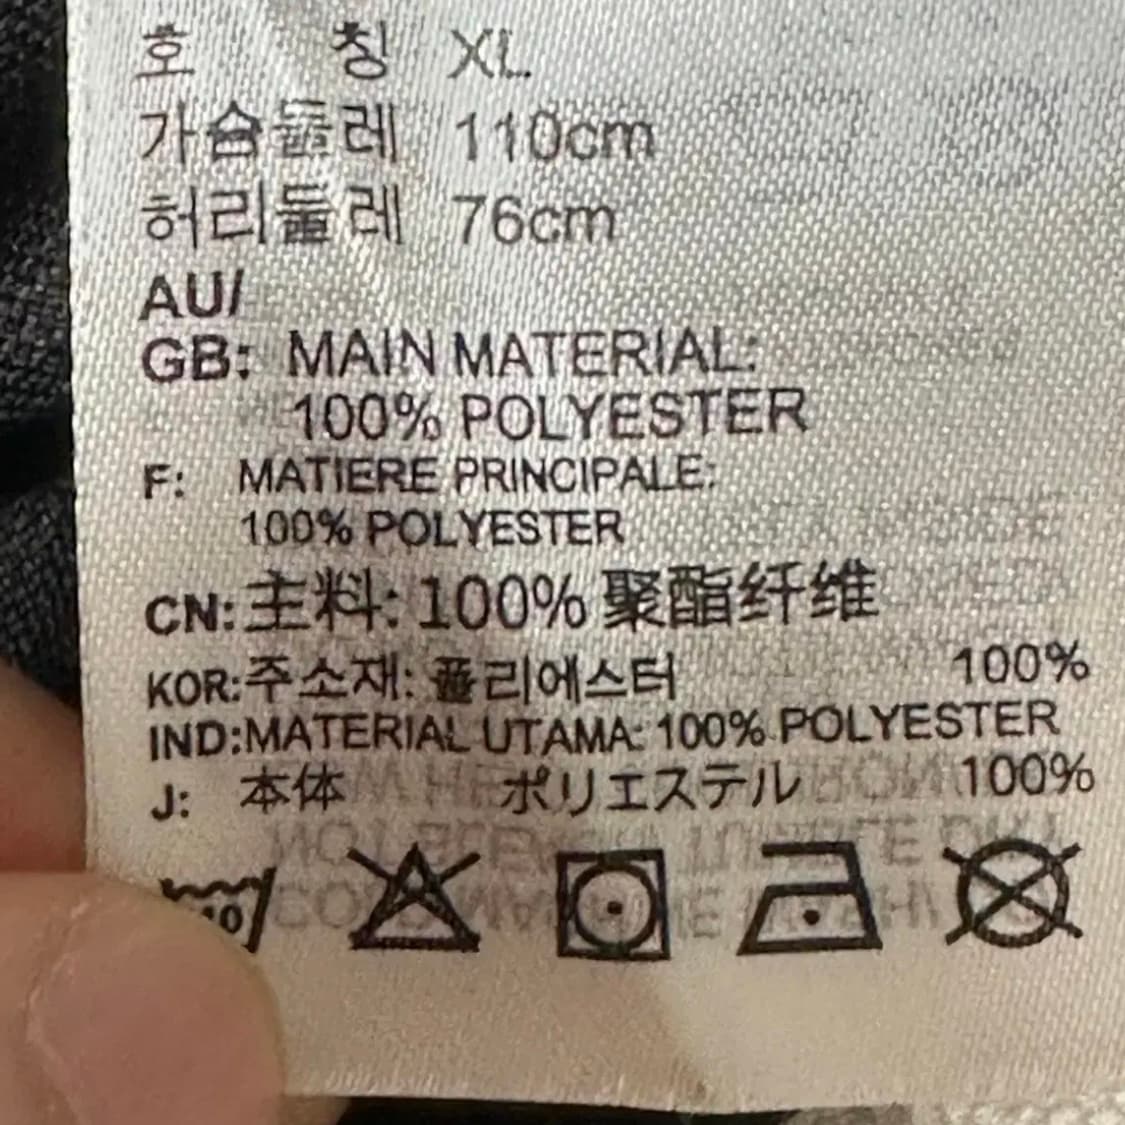 호 칭 XL
가슴둘레 110cm
허리둘레 76cm
AU/
GB: MAIN MATERIAL:
100% POLYESTER
F: MATIERE PRINCIPALE:
100% POLYESTER
CN: 主料: 100% 聚酯纤维
KOR: 주소재: 폴리에스터 100%
IND: MATERIAL UTAMA: 100% POLYESTER
J: 本体 ポリエステル 100%